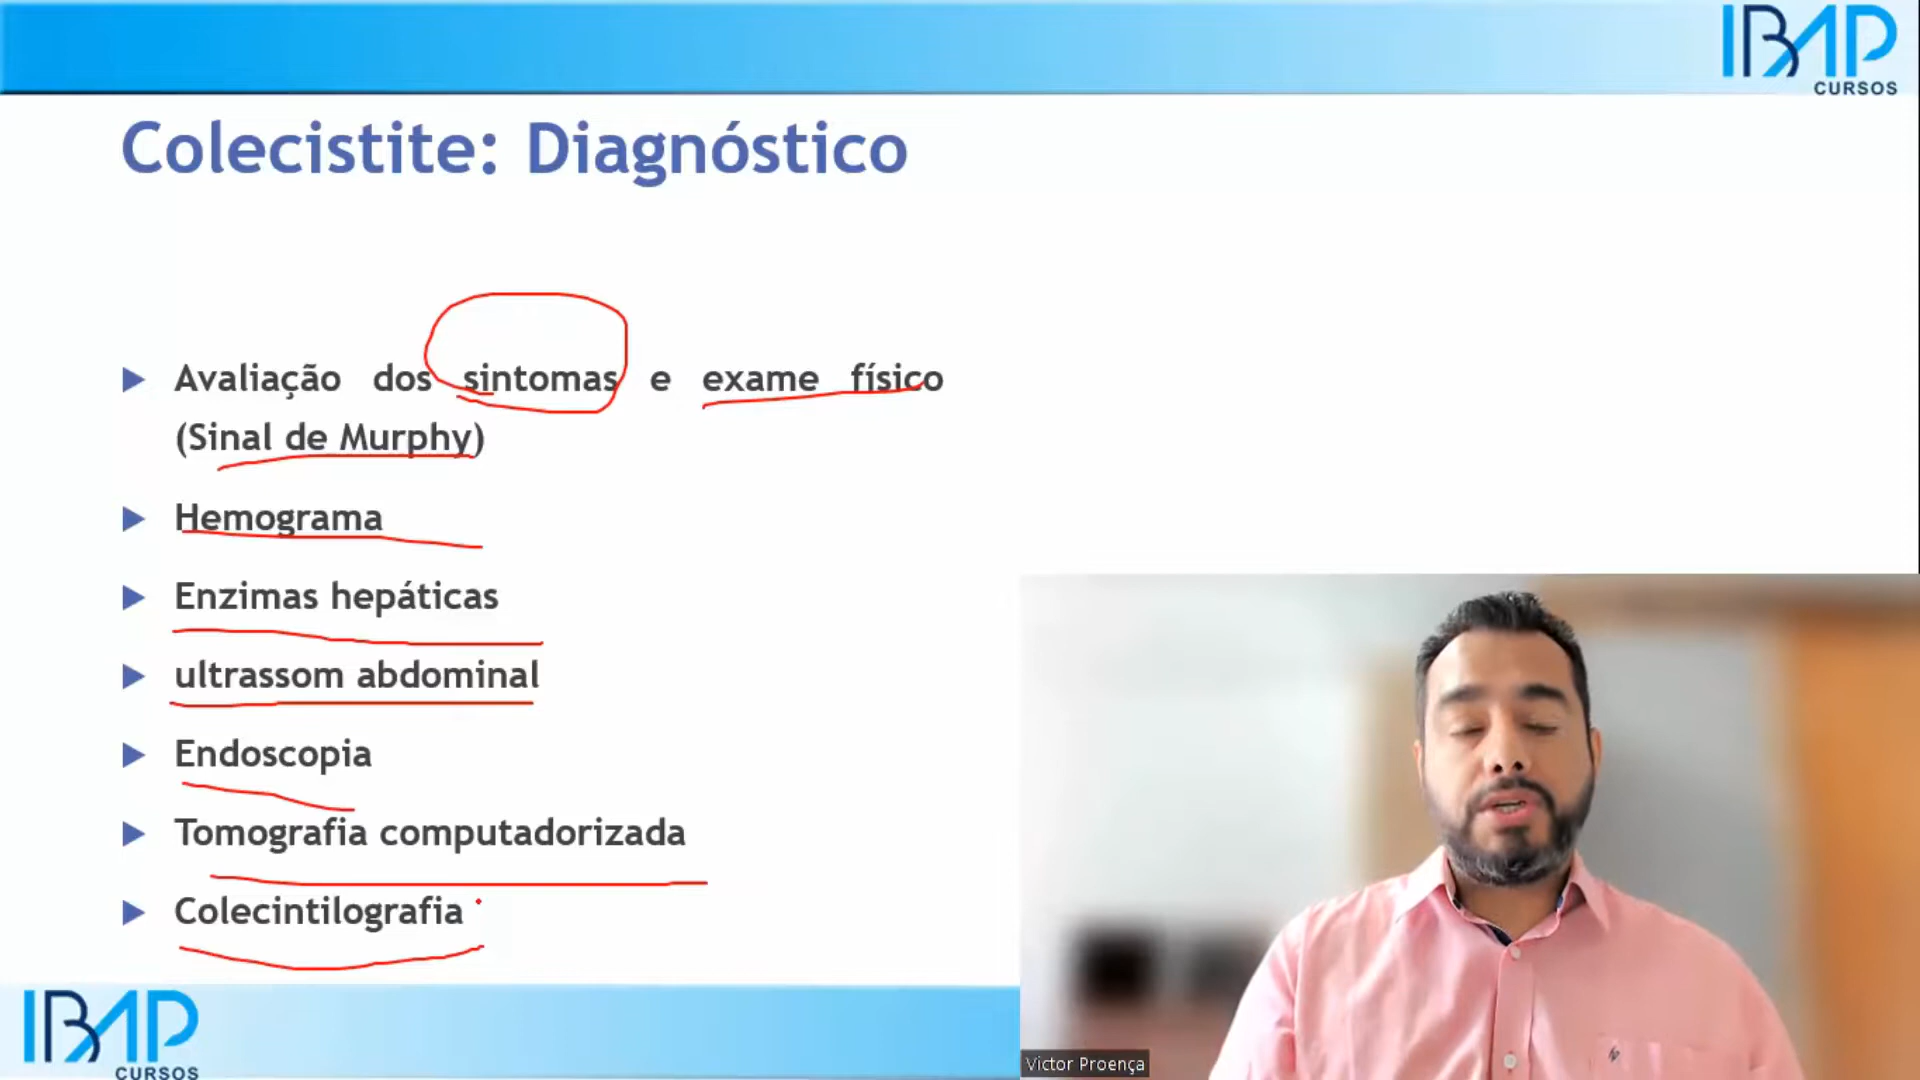 IBAP
CURSOS
Colecistite: Diagnóstico
Avaliação dos sintomas e exame físico
(Sinal de Murphy)
Hemograma
Enzimas hepáticas
ultrassom abdominal
Endoscopia
Tomografia computadorizada
Colecintilografia
IBAP
CURSOS
Victor Proença